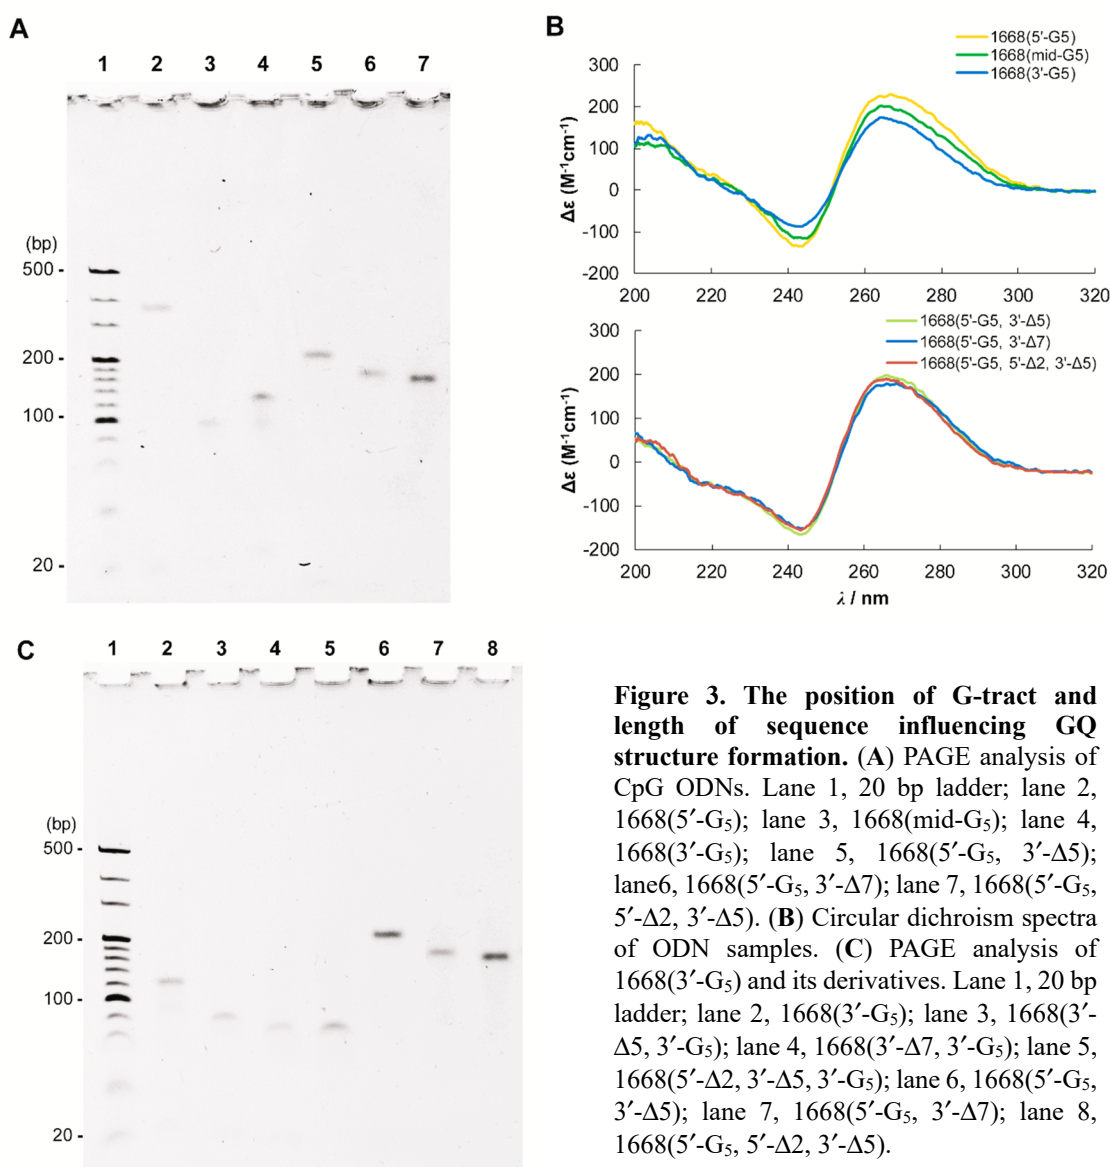 A
1 2 3 4 5 6 7
(bp)
500 -
200 -
100 -
20 -
B
1668(5'-G5)
1668(mid-G5)
1668(3'-G5)
300
200
100
0
-100
-200
Δε (M⁻¹cm⁻¹)
200 220 240 260 280 300 320
1668(5'-G5, 3'-Δ5)
1668(5'-G5, 3'-Δ7)
1668(5'-G5, 5'-Δ2, 3'-Δ5)
300
200
100
0
-100
-200
Δε (M⁻¹cm⁻¹)
200 220 240 260 280 300 320
λ / nm
C
1 2 3 4 5 6 7 8
(bp)
500 -
200 -
100 -
20 -
Figure 3. The position of G-tract and
length of sequence influencing GQ
structure formation. (A) PAGE analysis of
CpG ODNs. Lane 1, 20 bp ladder; lane 2,
1668(5′-G₅); lane 3, 1668(mid-G₅); lane 4,
1668(3′-G₅); lane 5, 1668(5′-G₅, 3′-Δ5);
lane6, 1668(5′-G₅, 3′-Δ7); lane 7, 1668(5′-G₅,
5′-Δ2, 3′-Δ5). (B) Circular dichroism spectra
of ODN samples. (C) PAGE analysis of
1668(3′-G₅) and its derivatives. Lane 1, 20 bp
ladder; lane 2, 1668(3′-G₅); lane 3, 1668(3′-
Δ5, 3′-G₅); lane 4, 1668(3′-Δ7, 3′-G₅); lane 5,
1668(5′-Δ2, 3′-Δ5, 3′-G₅); lane 6, 1668(5′-G₅,
3′-Δ5); lane 7, 1668(5′-G₅, 3′-Δ7); lane 8,
1668(5′-G₅, 5′-Δ2, 3′-Δ5).